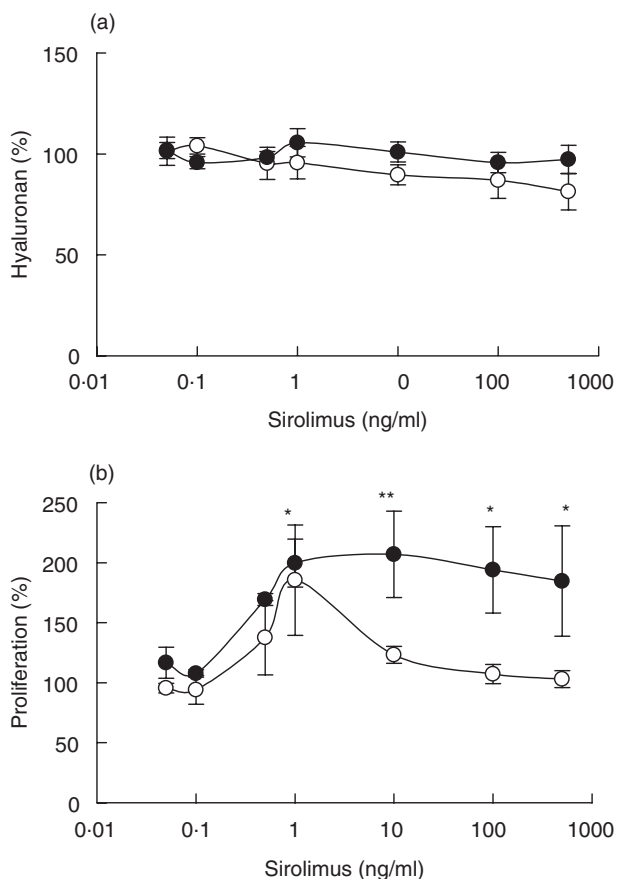 (a)
150
100
50
0
Hyaluronan (%)
0·01 0·1 1 0 100 1000
Sirolimus (ng/ml)
(b)
250
200
150
100
50
0
Proliferation (%)
* ** * *
0·01 0·1 1 10 100 1000
Sirolimus (ng/ml)